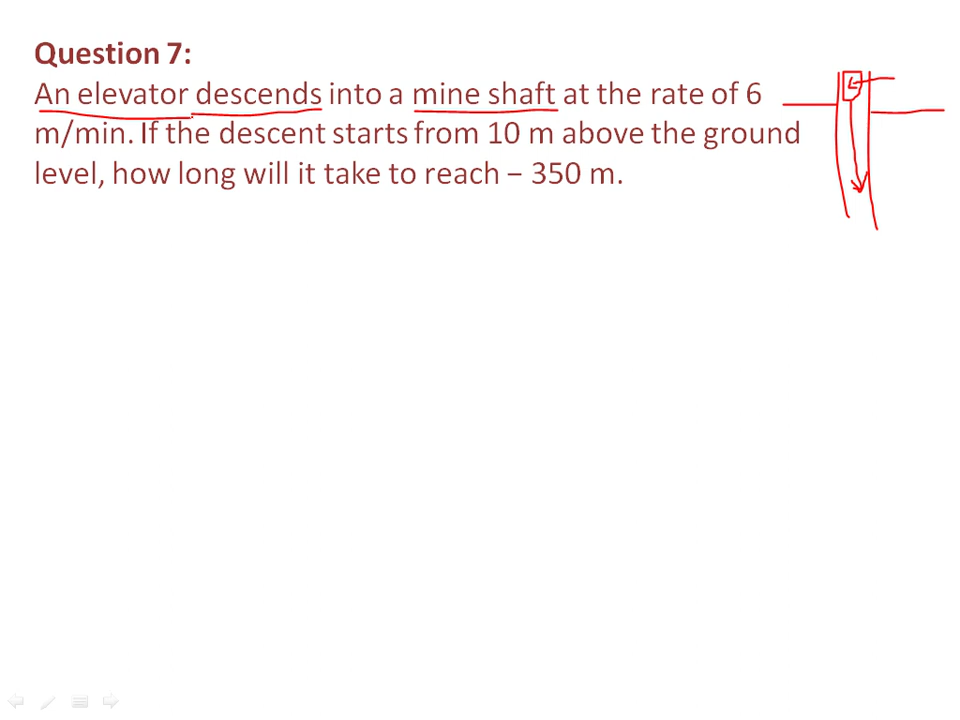 Question 7:
An elevator descends into a mine shaft at the rate of 6
m/min. If the descent starts from 10 m above the ground
level, how long will it take to reach − 350 m.